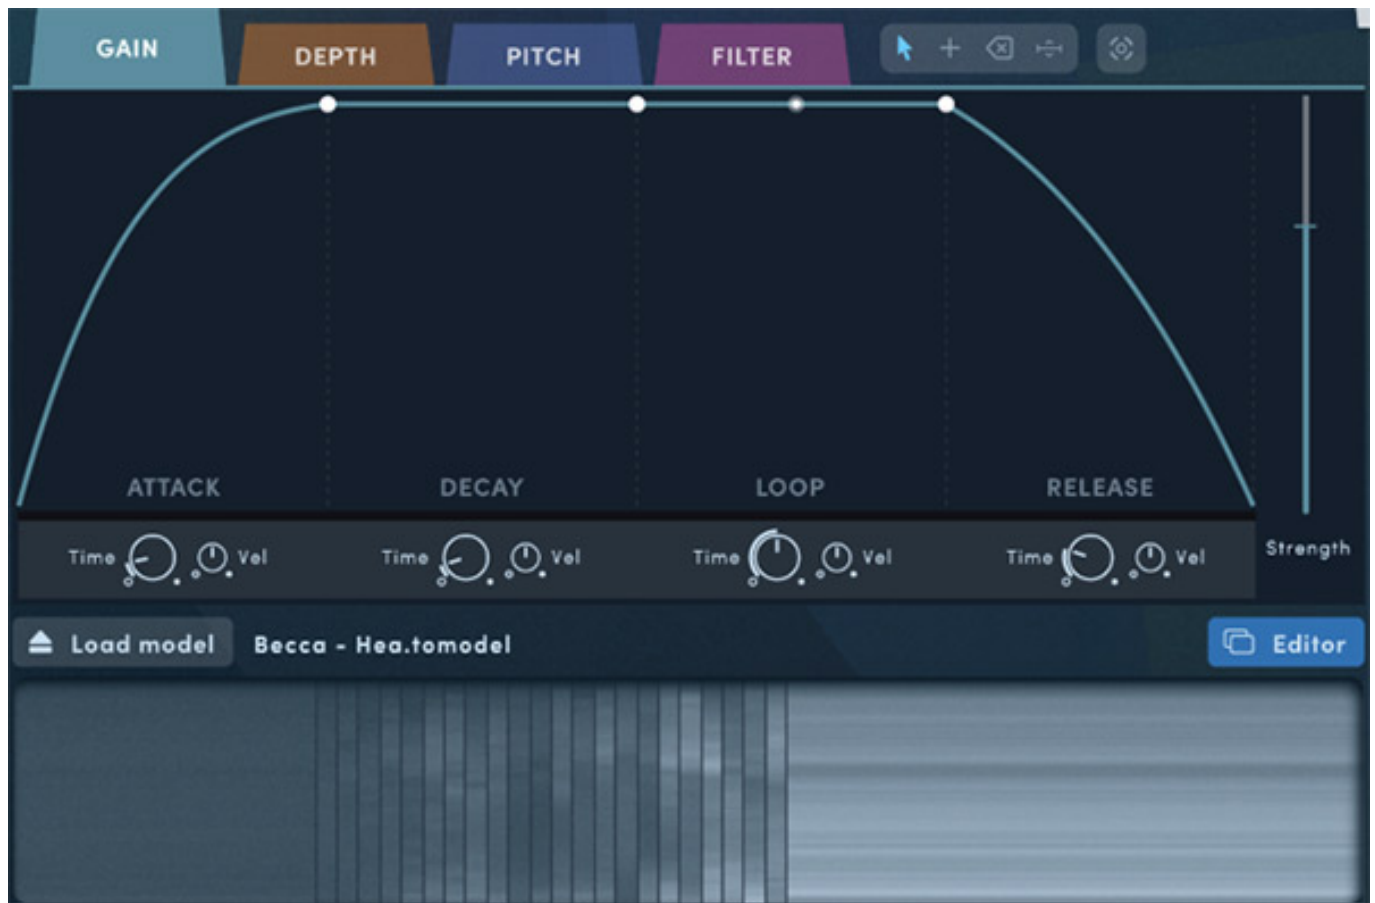 GAIN DEPTH PITCH FILTER
ATTACK DECAY LOOP RELEASE
Time Vel Time Vel Time Vel Time Vel Strength
Load model Becca - Hea.tomodel Editor